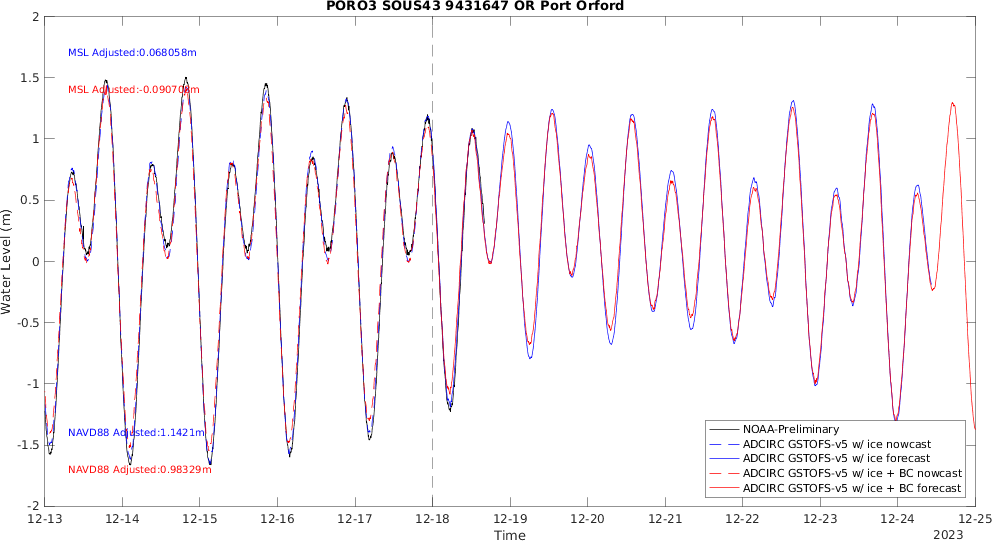 PORO3 SOUS43 9431647 OR Port Orford
2
1.5
1
0.5
0
-0.5
-1
-1.5
-2
Water Level (m)
MSL Adjusted:0.068058m
MSL Adjusted:-0.090708m
NAVD88 Adjusted:1.1421m
NAVD88 Adjusted:0.98329m
NOAA-Preliminary
ADCIRC GSTOFS-v5 w/ ice nowcast
ADCIRC GSTOFS-v5 w/ ice forecast
ADCIRC GSTOFS-v5 w/ ice + BC nowcast
ADCIRC GSTOFS-v5 w/ ice + BC forecast
12-13 12-14 12-15 12-16 12-17 12-18 12-19 12-20 12-21 12-22 12-23 12-24 12-25
Time
2023